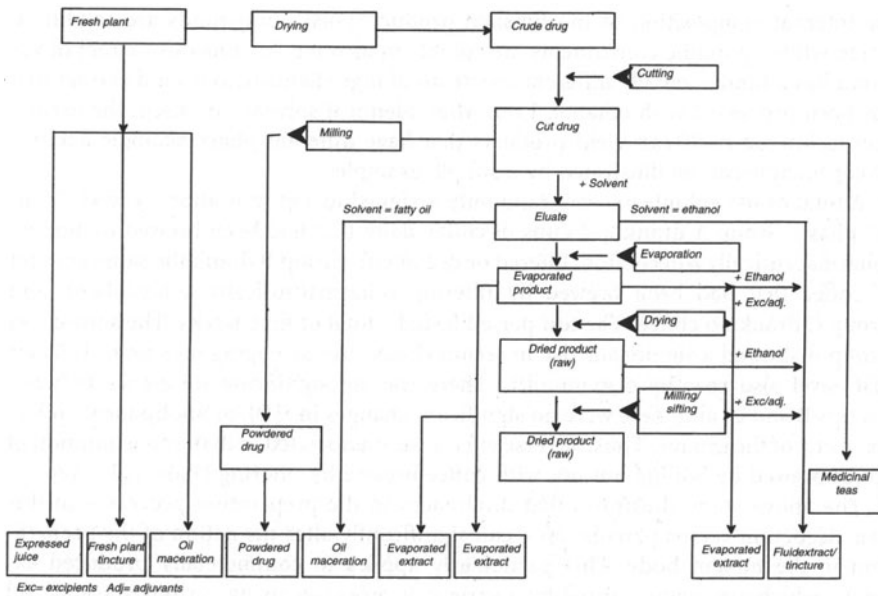 Fresh plant
Drying
Crude drug
Cutting
Milling
Cut drug
+ Solvent
Solvent = fatty oil
Eluate
Solvent = ethanol
Evaporation
Evaporated
product
+ Ethanol
+ Exc/adj.
Drying
Dried product
(raw)
+ Ethanol
Milling/
sifting
+ Exc/adj.
Powdered
drug
Dried product
(raw)
Medicinal
teas
Expressed
juice
Fresh plant
tincture
Oil
maceration
Powdered
drug
Oil
maceration
Evaporated
extract
Evaporated
extract
Evaporated
extract
Fluidextract/
tincture
Exc= excipients Adj= adjuvants